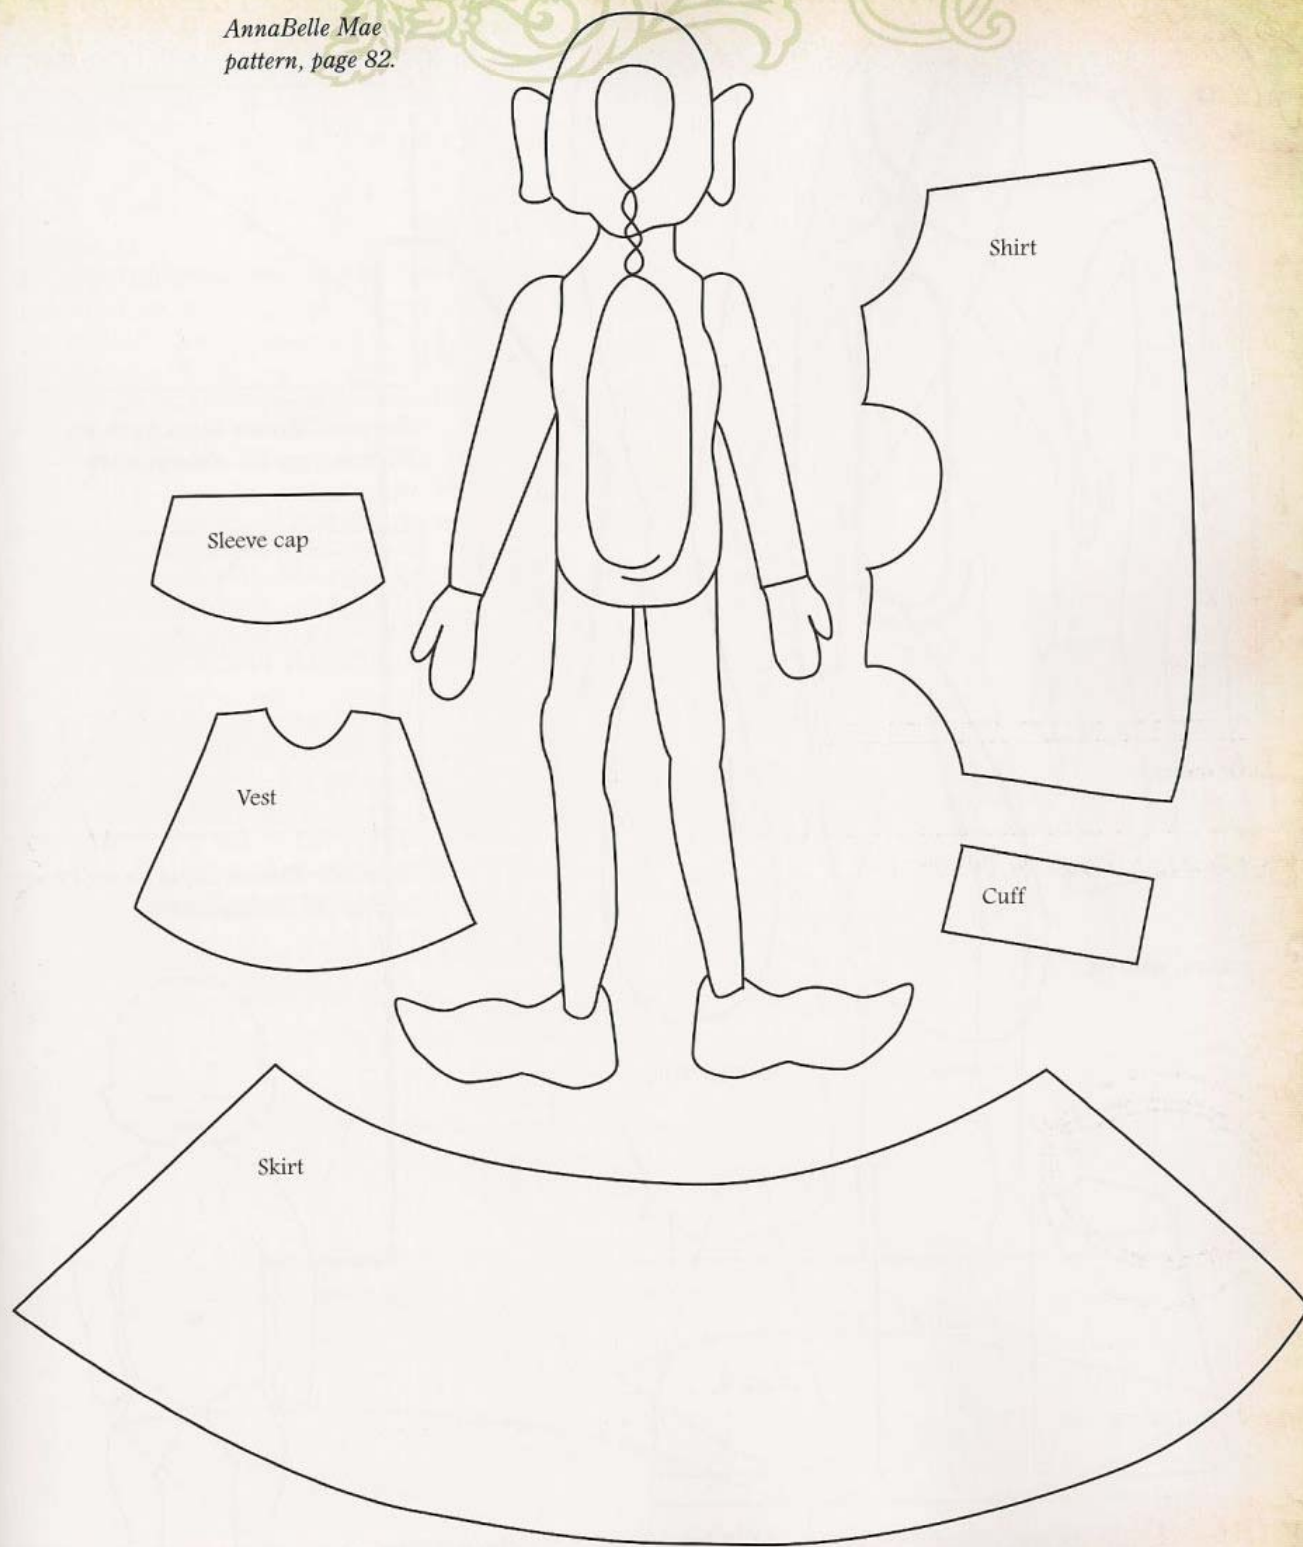 AnnaBelle Mae
pattern, page 82.
Shirt
Sleeve cap
Vest
Cuff
Skirt